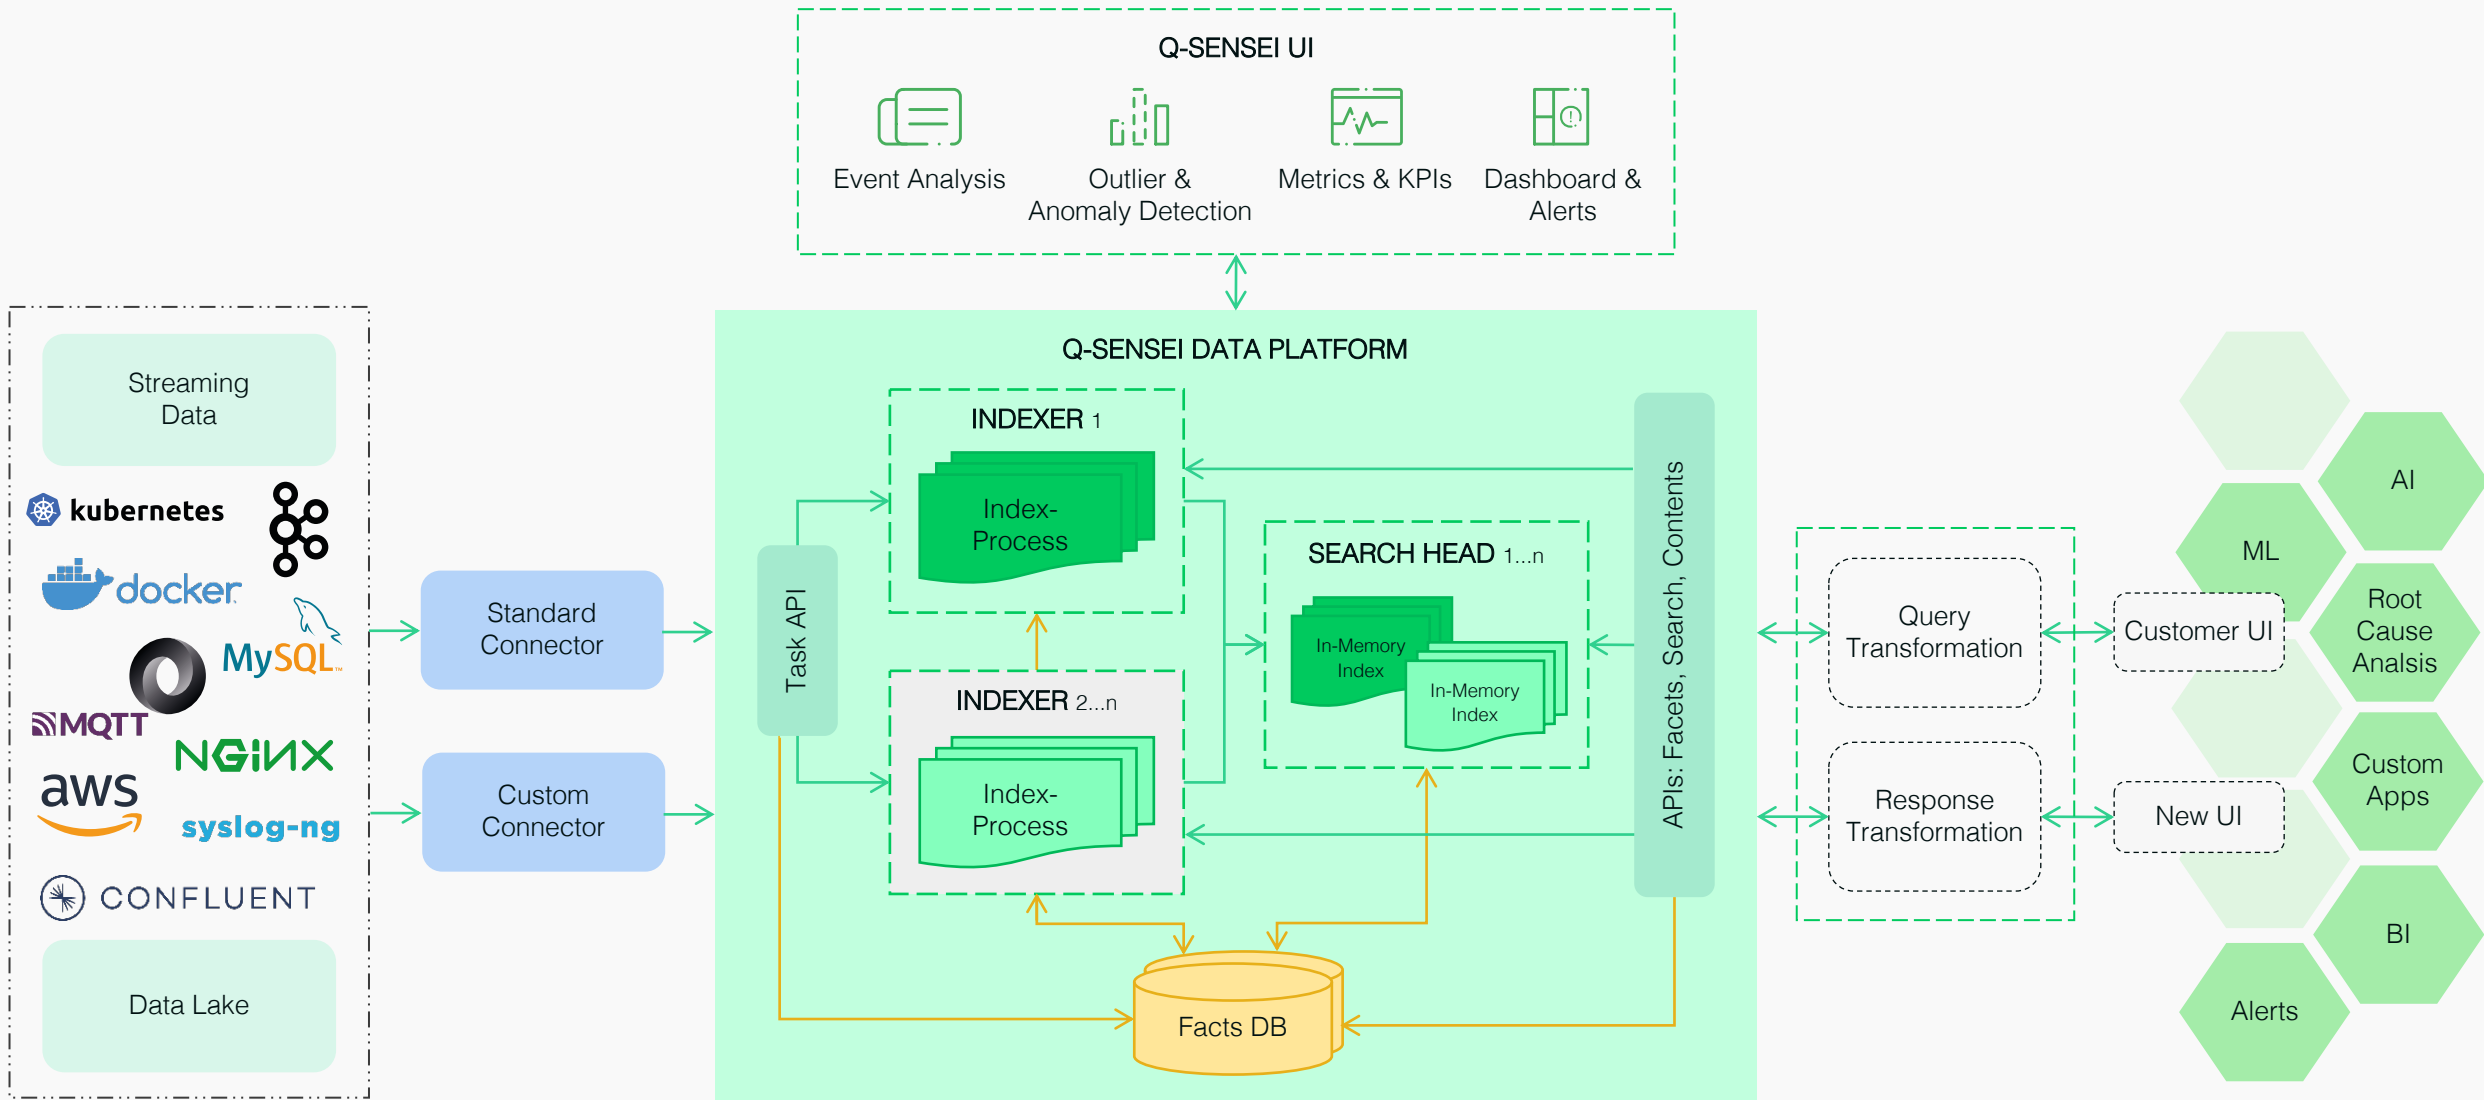 Q-SENSEI UI
Event Analysis
Outlier &
Anomaly Detection
Metrics & KPIs
Dashboard &
Alerts
Streaming
Data
kubernetes
docker
MySQL™
MQTT
NGINX
aws
syslog-ng
CONFLUENT
Data Lake
Standard
Connector
Custom
Connector
Q-SENSEI DATA PLATFORM
Task API
INDEXER 1
Index-
Process
INDEXER 2...n
Index-
Process
SEARCH HEAD 1...n
In-Memory
Index
In-Memory
Index
APIs: Facets, Search, Contents
Facts DB
Query
Transformation
Response
Transformation
Customer UI
New UI
AI
ML
Root
Cause
Analsis
Custom
Apps
BI
Alerts